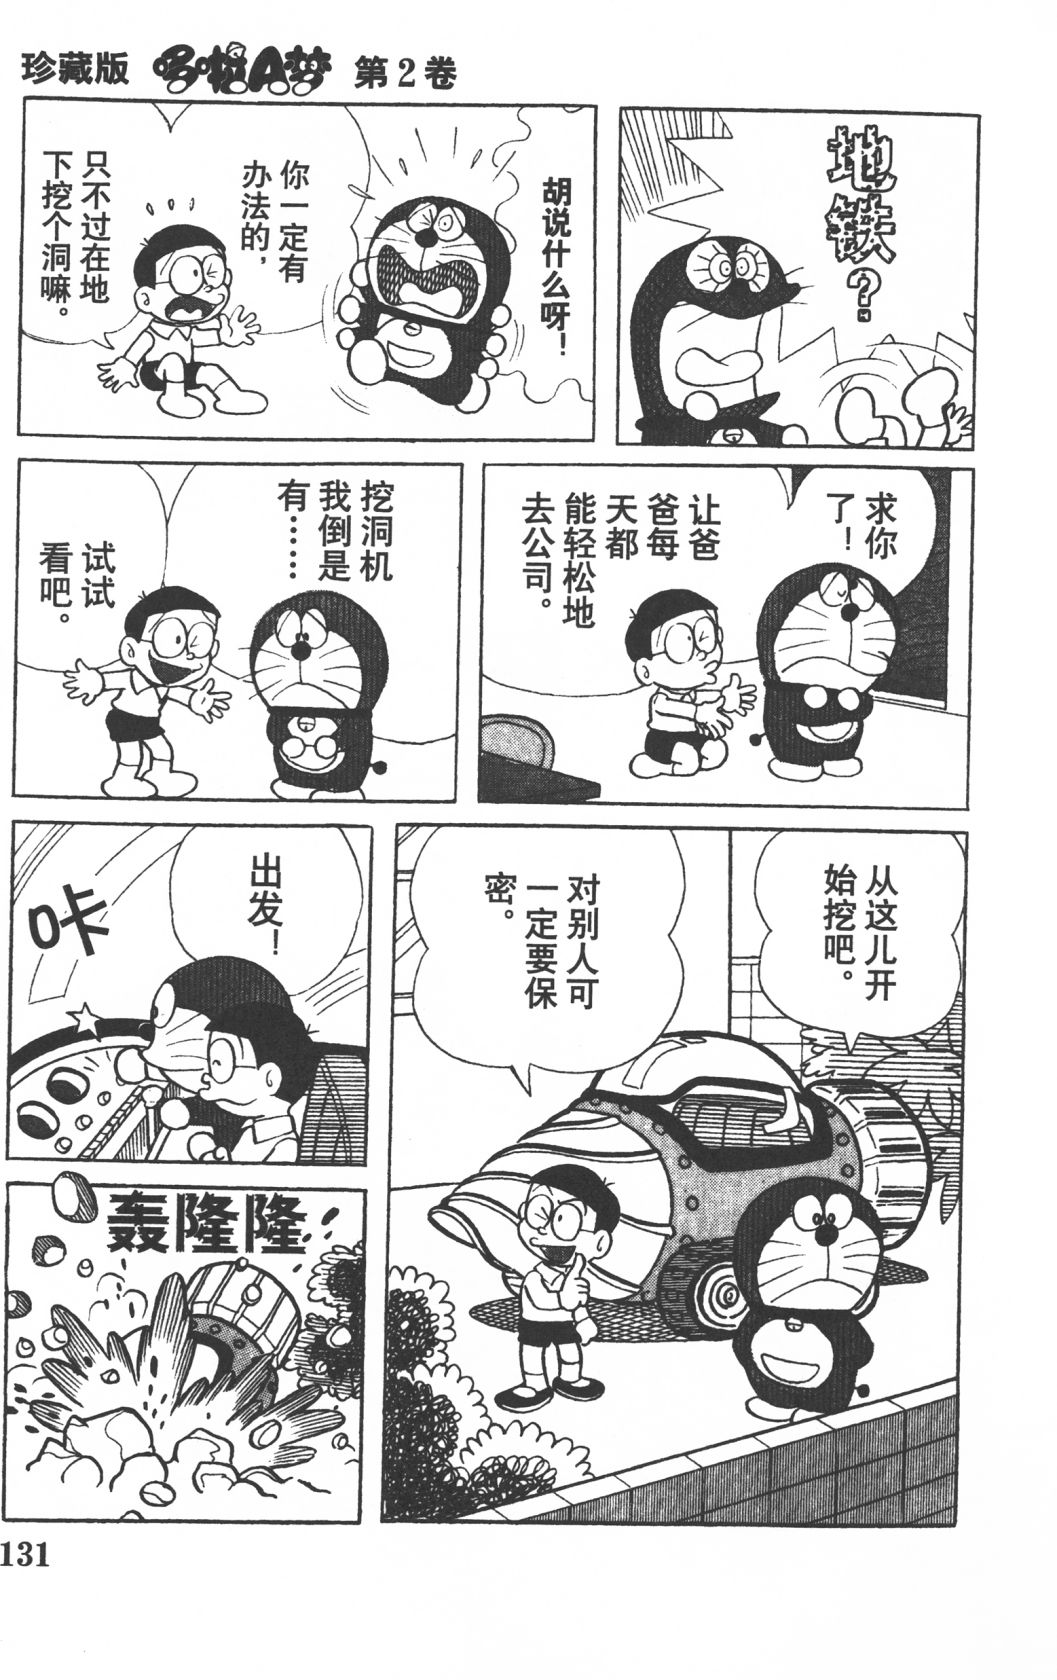 珍藏版 哆啦A梦 第2卷
地铁？
胡说什么呀！
你一定有
办法的，
只不过在地
下挖个洞嘛。
求你
了！
让爸
爸每
天都
能轻松地
去公司。
挖洞机
我倒是
有……
试试
看吧。
从这儿开
始挖吧。
对别人可
一定要保
密。
出发！
咔
轰隆隆
131